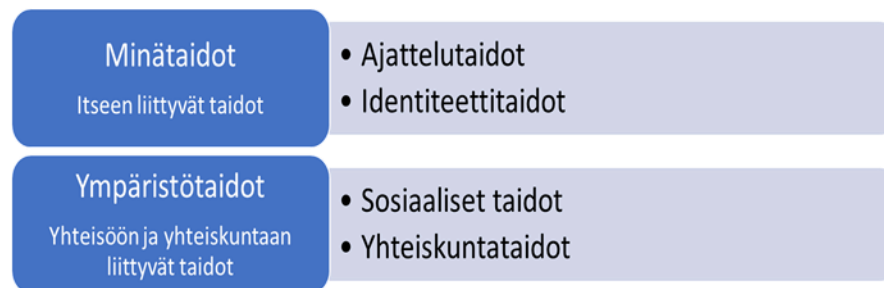 Minätaidot
Itseen liittyvät taidot
• Ajattelutaidot
• Identiteettitaidot
Ympäristötaidot
Yhteisöön ja yhteiskuntaan
liittyvät taidot
• Sosiaaliset taidot
• Yhteiskuntataidot